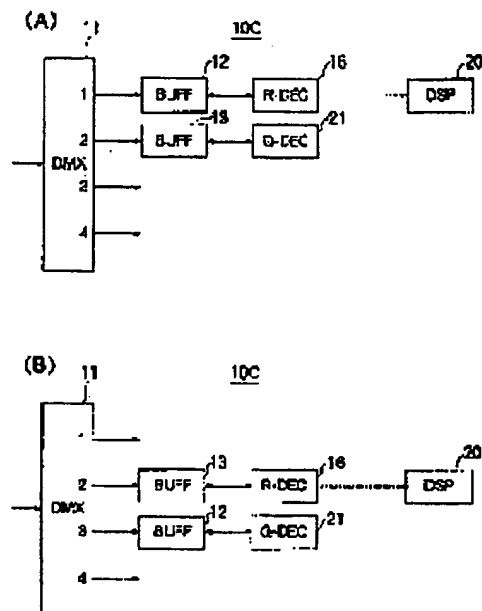 (A)
11
10C
12
16
20
1
BUFF
R-DEC
DSP
13
21
2
BUFF
Q-DEC
DMX
4
(B)
11
10C
13
16
20
2
BUFF
R-DEC
DSP
DMX
12
21
3
BUFF
Q-DEC
4